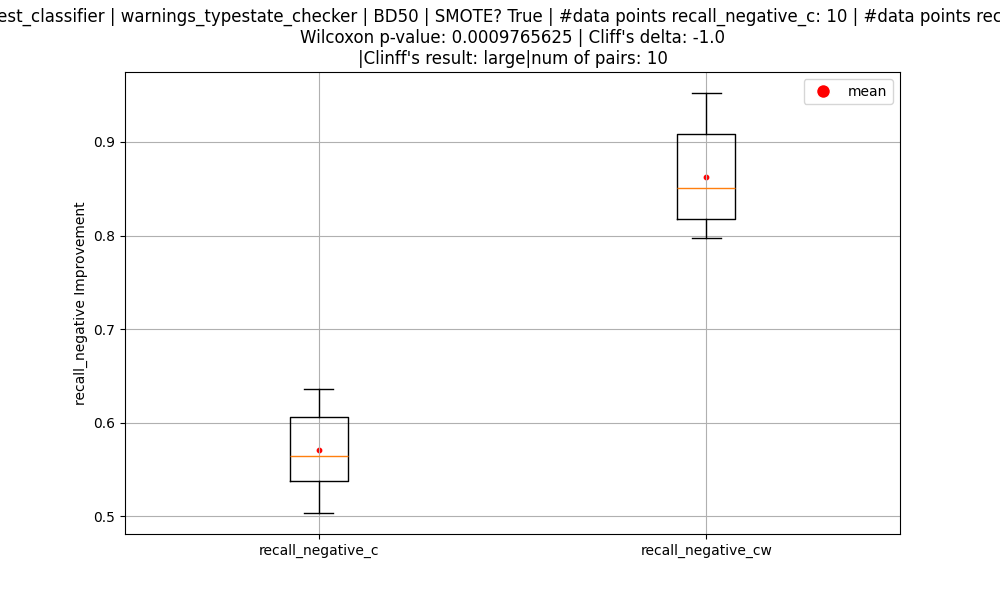 est_classifier | warnings_typestate_checker | BD50 | SMOTE? True | #data points recall_negative_c: 10 | #data points rec
Wilcoxon p-value: 0.0009765625 | Cliff's delta: -1.0
|Clinff's result: large|num of pairs: 10
mean
0.9
0.8
0.7
0.6
0.5
recall_negative Improvement
recall_negative_c
recall_negative_cw